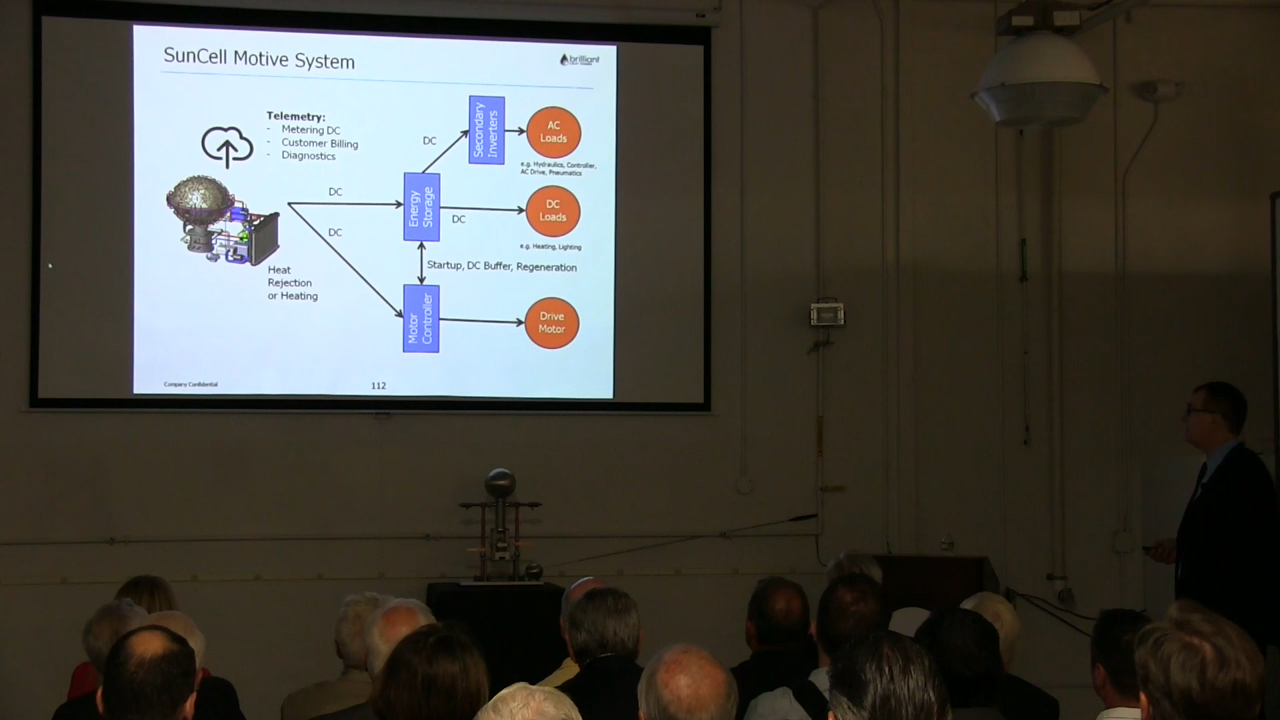 SunCell Motive System
brilliant
Telemetry:
- Metering DC
- Customer Billing
- Diagnostics
DC
Secondary
Inverters
AC
Loads
e.g. Hydraulics, Controller,
AC Drive, Pneumatics
DC
Energy
Storage
DC
DC
Loads
e.g. Heating, Lighting
DC
Startup, DC Buffer, Regeneration
Heat
Rejection
or Heating
Motor
Controller
Drive
Motor
Company Confidential
112